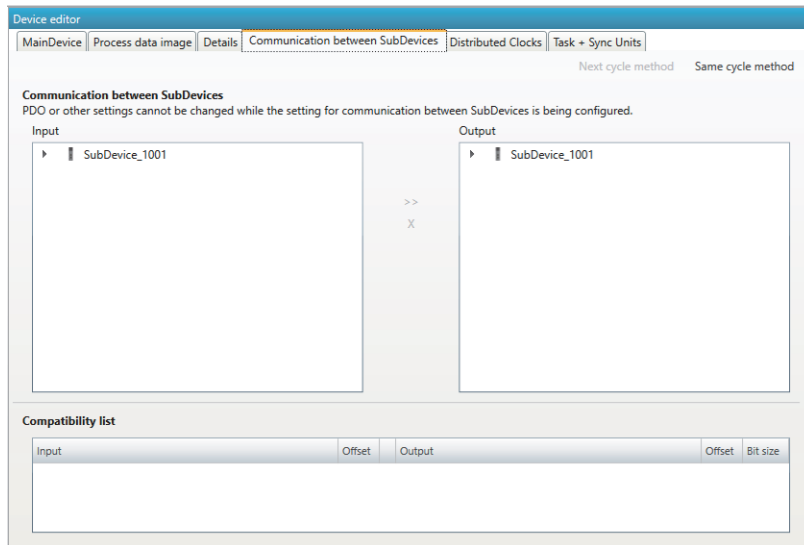 Device editor
MainDevice Process data image Details Communication between SubDevices Distributed Clocks Task + Sync Units
Next cycle method Same cycle method
Communication between SubDevices
PDO or other settings cannot be changed while the setting for communication between SubDevices is being configured.
Input Output
SubDevice_1001 SubDevice_1001
>>
X
Compatibility list
Input Offset Output Offset Bit size